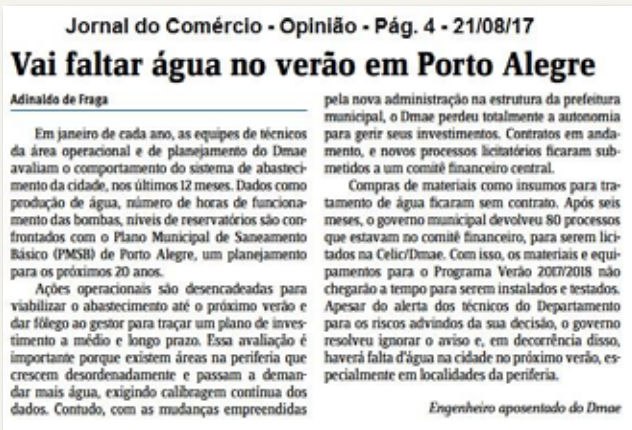 Jornal do Comércio - Opinião - Pág. 4 - 21/08/17
Vai faltar água no verão em Porto Alegre
Adinaldo de Fraga
Em janeiro de cada ano, as equipes de técnicos
da área operacional e de planejamento do Dmae
avaliam o comportamento do sistema de abasteci-
mento da cidade, nos últimos 12 meses. Dados como
produção de água, número de horas de funciona-
mento das bombas, níveis de reservatórios são con-
frontados com o Plano Municipal de Saneamento
Básico (PMSB) de Porto Alegre, um planejamento
para os próximos 20 anos.
Ações operacionais são desencadeadas para
viabilizar o abastecimento até o próximo verão e
dar fôlego ao gestor para traçar um plano de inves-
timento a médio e longo prazo. Essa avaliação é
importante porque existem áreas na periferia que
crescem desordenadamente e passam a deman-
dar mais água, exigindo calibragem contínua dos
dados. Contudo, com as mudanças empreendidas
pela nova administração na estrutura da prefeitura
municipal, o Dmae perdeu totalmente a autonomia
para gerir seus investimentos. Contratos em anda-
mento, e novos processos licitatórios ficaram sub-
metidos a um comitê financeiro central.
Compras de materiais como insumos para tra-
tamento de água ficaram sem contrato. Após seis
meses, o governo municipal devolveu 80 processos
que estavam no comitê financeiro, para serem lici-
tados na Celic/Dmae. Com isso, os materiais e equi-
pamentos para o Programa Verão 2017/2018 não
chegarão a tempo para serem instalados e testados.
Apesar do alerta dos técnicos do Departamento
para os riscos advindos da sua decisão, o governo
resolveu ignorar o aviso e, em decorrência disso,
haverá falta d'água na cidade no próximo verão, es-
pecialmente em localidades da periferia.
Engenheiro aposentado do Dmae